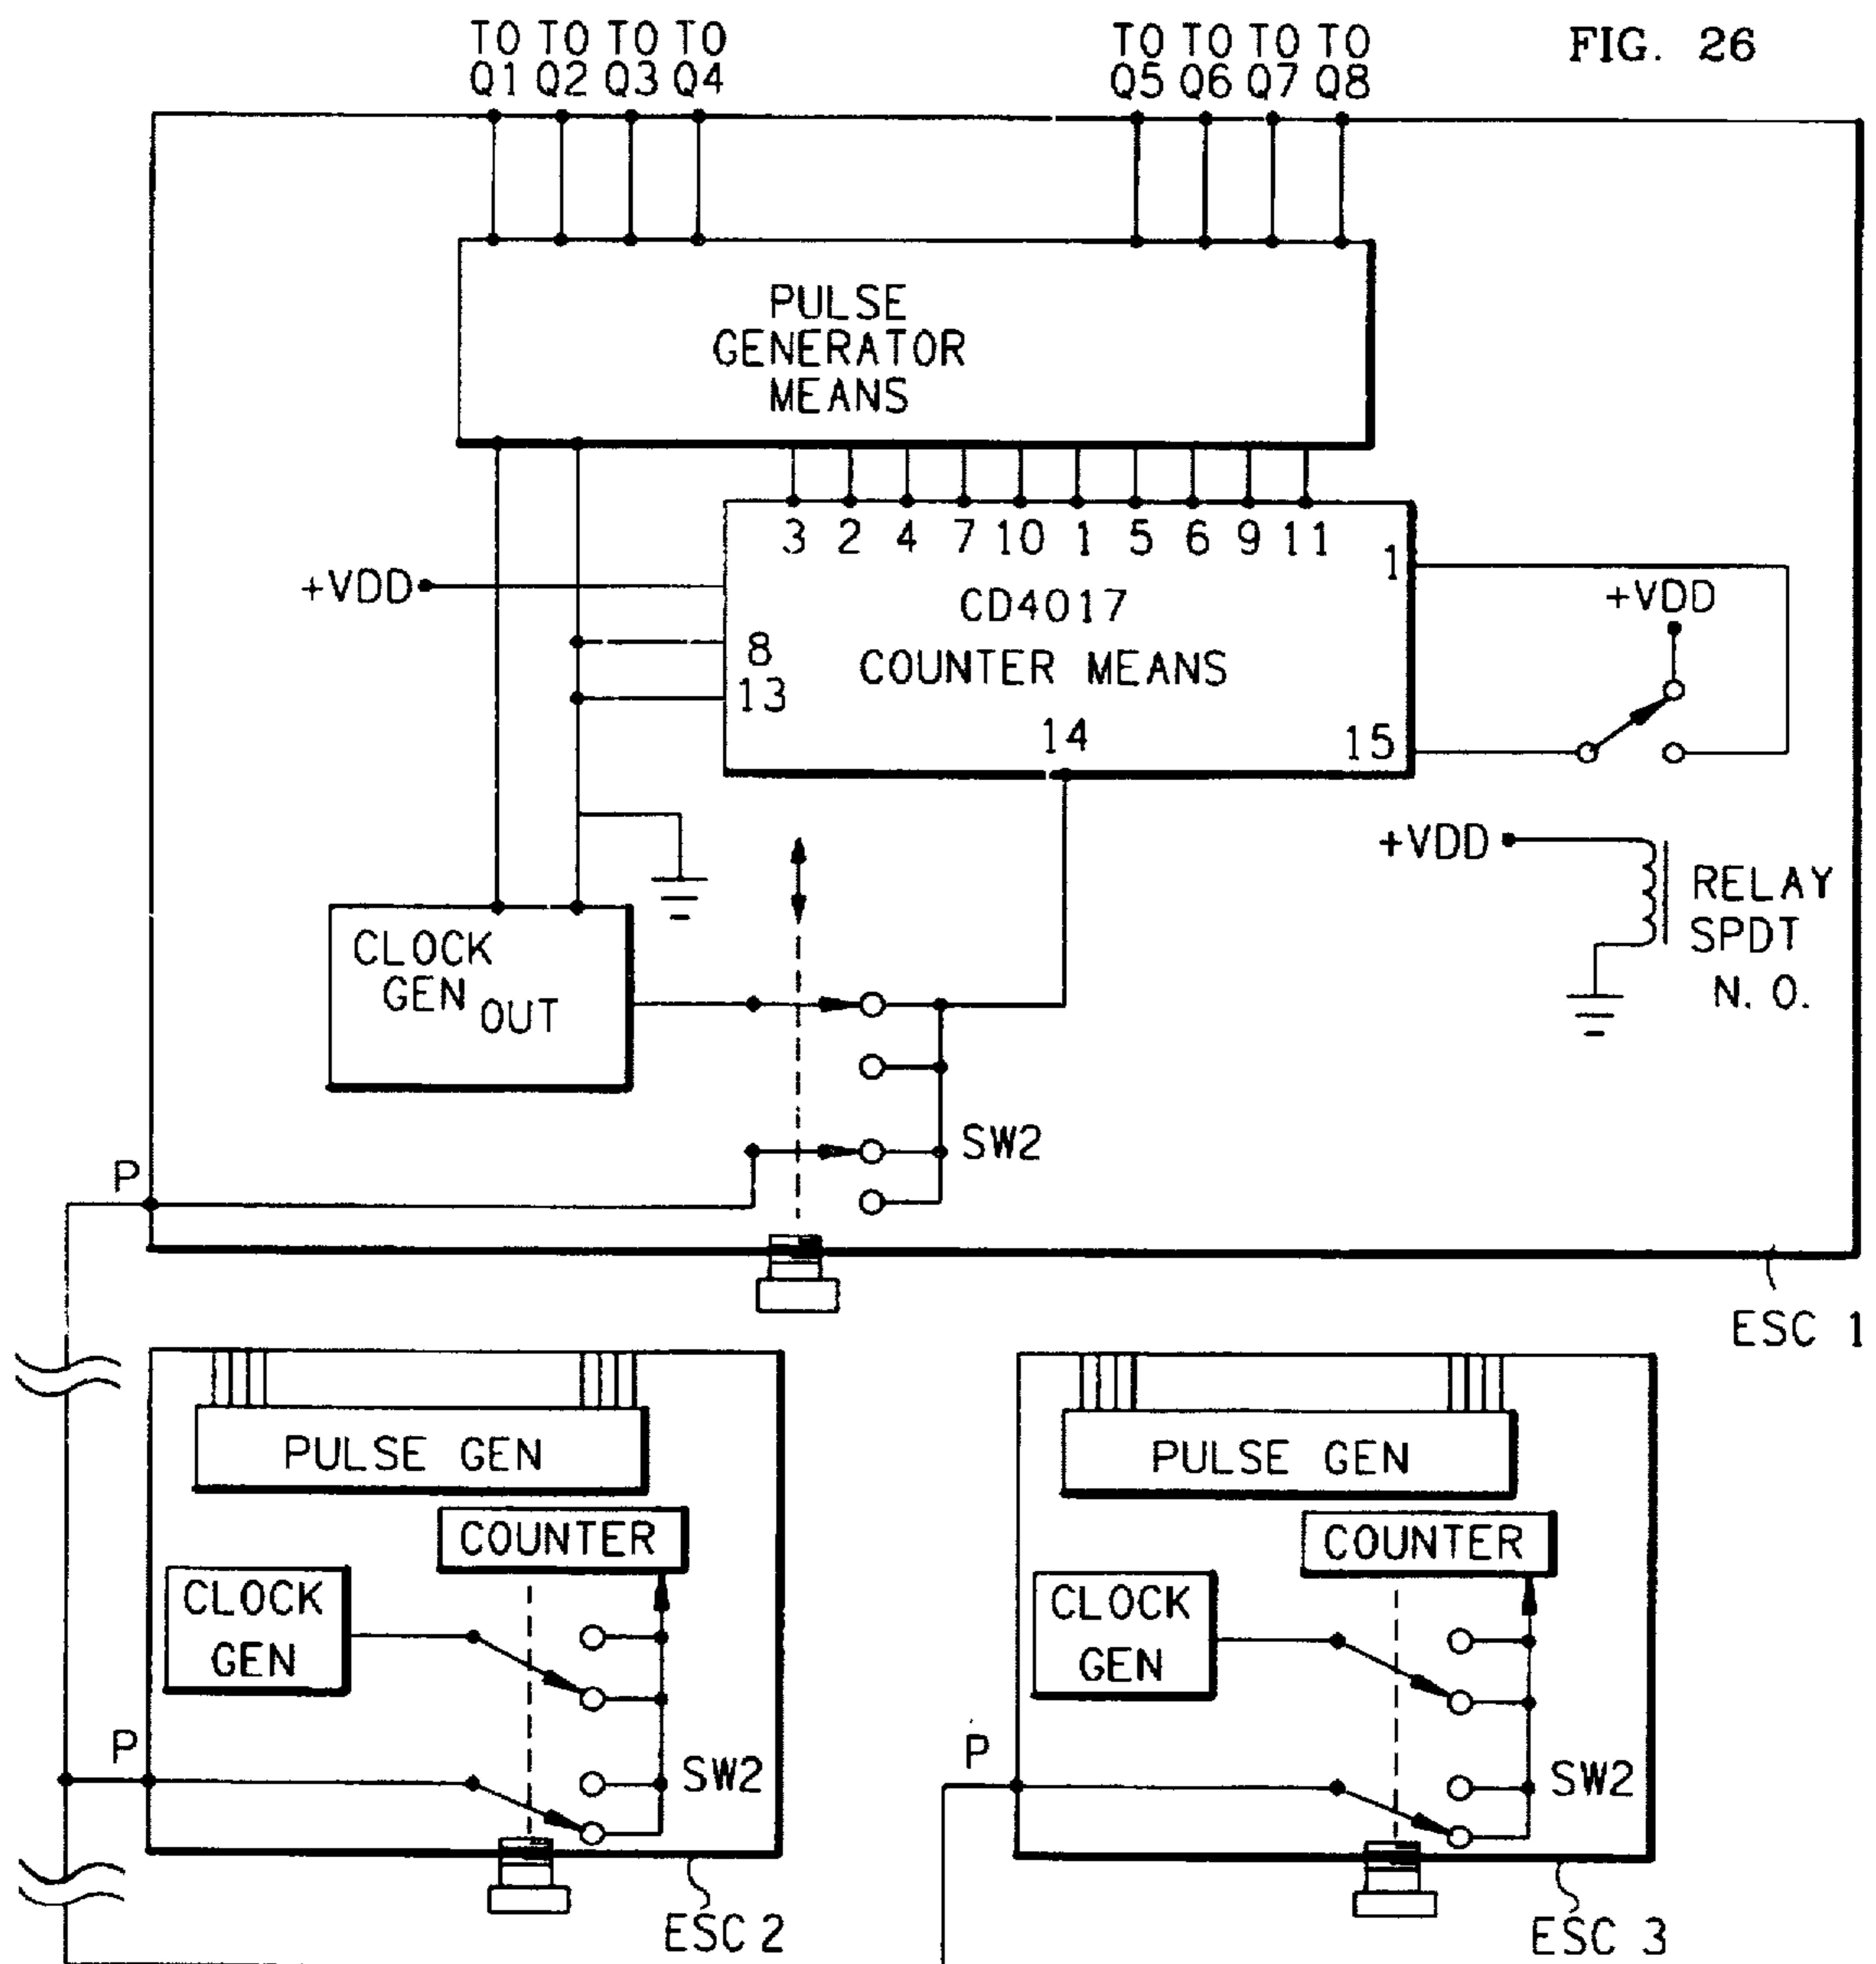 FIG. 26
TO TO TO TO
Q1 Q2 Q3 Q4
TO TO TO TO
Q5 Q6 Q7 Q8
PULSE
GENERATOR
MEANS
3 2 4 7 10 1 5 6 9 11
1
+VDD
CD4017
+VDD
8
COUNTER MEANS
13
14
15
+VDD
RELAY
SPDT
N. O.
CLOCK
GEN
OUT
SW2
P
ESC 1
PULSE GEN
COUNTER
CLOCK
GEN
P
SW2
ESC 2
PULSE GEN
COUNTER
CLOCK
GEN
P
SW2
ESC 3